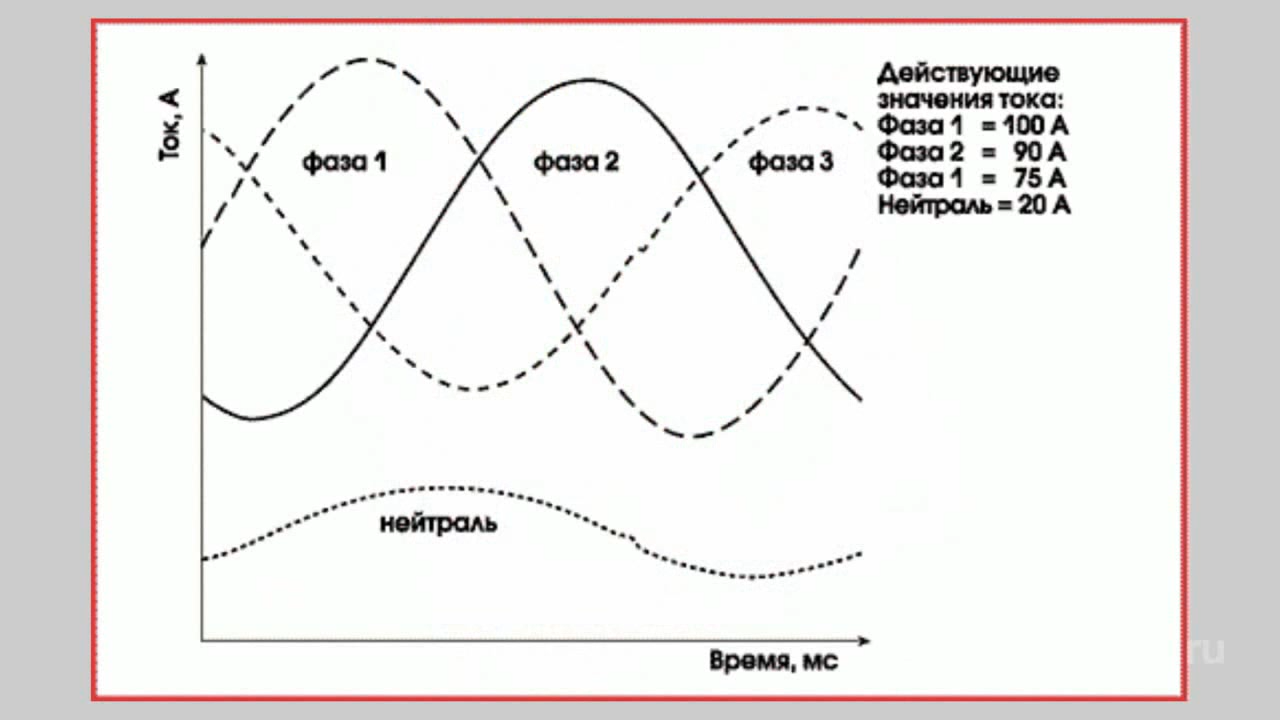 Ток, А
фаза 1
фаза 2
фаза 3
Действующие
значения тока:
Фаза 1 = 100 А
Фаза 2 = 90 А
Фаза 1 = 75 А
Нейтраль = 20 А
нейтраль
Время, мс
ru